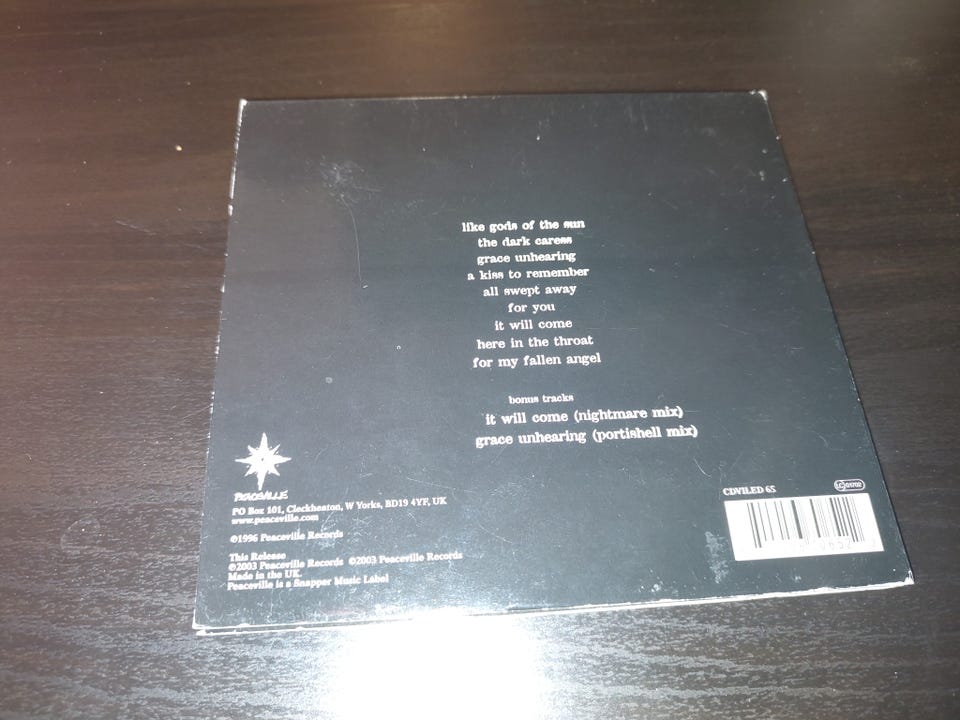 like gods of the sun
the dark caress
grace unhearing
a kiss to remember
all swept away
for you
it will come
here in the throat
for my fallen angel
bonus tracks
it will come (nightmare mix)
grace unhearing (portishell mix)
PEACEVILLE
PO Box 101, Cleckheaton, W Yorks, BD19 4YF, UK
www.peaceville.com
©1996 Peaceville Records
This Release
℗2003 Peaceville Records ©2003 Peaceville Records
Made in the UK.
Peaceville is a Snapper Music Label
CDVILED 65
LC 01702